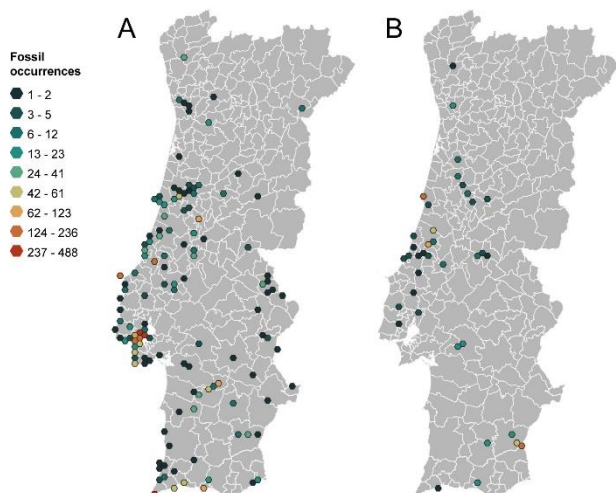 A
B
Fossil
occurrences
1 - 2
3 - 5
6 - 12
13 - 23
24 - 41
42 - 61
62 - 123
124 - 236
237 - 488